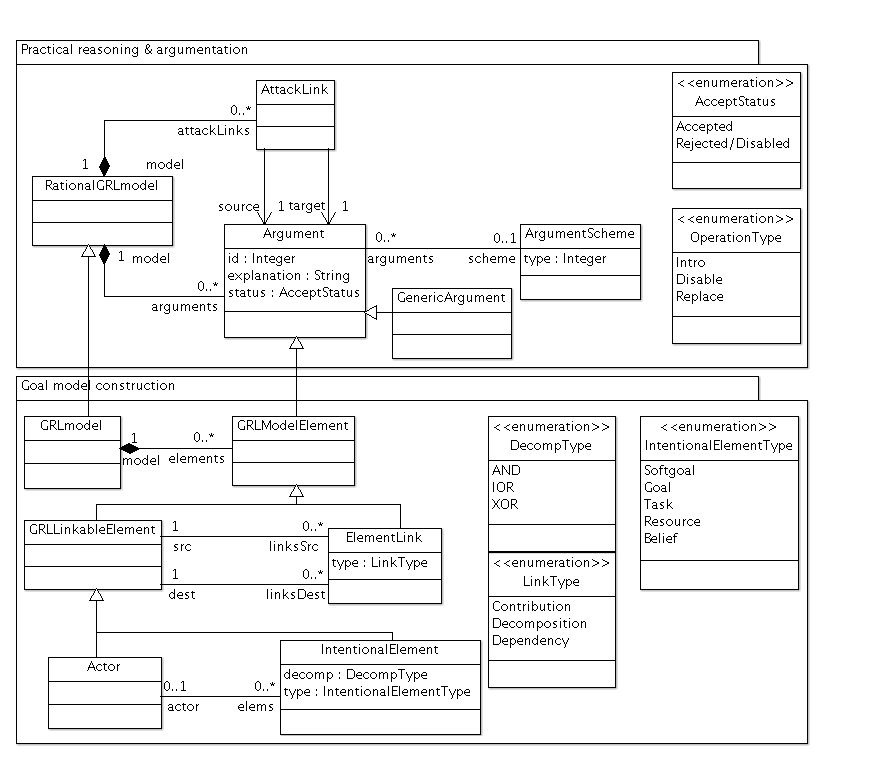 Practical reasoning & argumentation
AttackLink
0..*
attackLinks
1
model
RationalGRLmodel
source
1
target
1
Argument
id : Integer
explanation : String
status : AcceptStatus
0..*
arguments
0..1
scheme
ArgumentScheme
type : Integer
GenericArgument
1
model
0..*
arguments
<<enumeration>>
AcceptStatus
Accepted
Rejected/Disabled
<<enumeration>>
OperationType
Intro
Disable
Replace
Goal model construction
GRLmodel
1
model
0..*
elements
GRLModelElement
GRLLinkableElement
1
src
0..*
linksSrc
1
dest
0..*
linksDest
ElementLink
type : LinkType
Actor
0..1
actor
0..*
elems
IntentionalElement
decomp : DecompType
type : IntentionalElementType
<<enumeration>>
DecompType
AND
IOR
XOR
<<enumeration>>
LinkType
Contribution
Decomposition
Dependency
<<enumeration>>
IntentionalElementType
Softgoal
Goal
Task
Resource
Belief